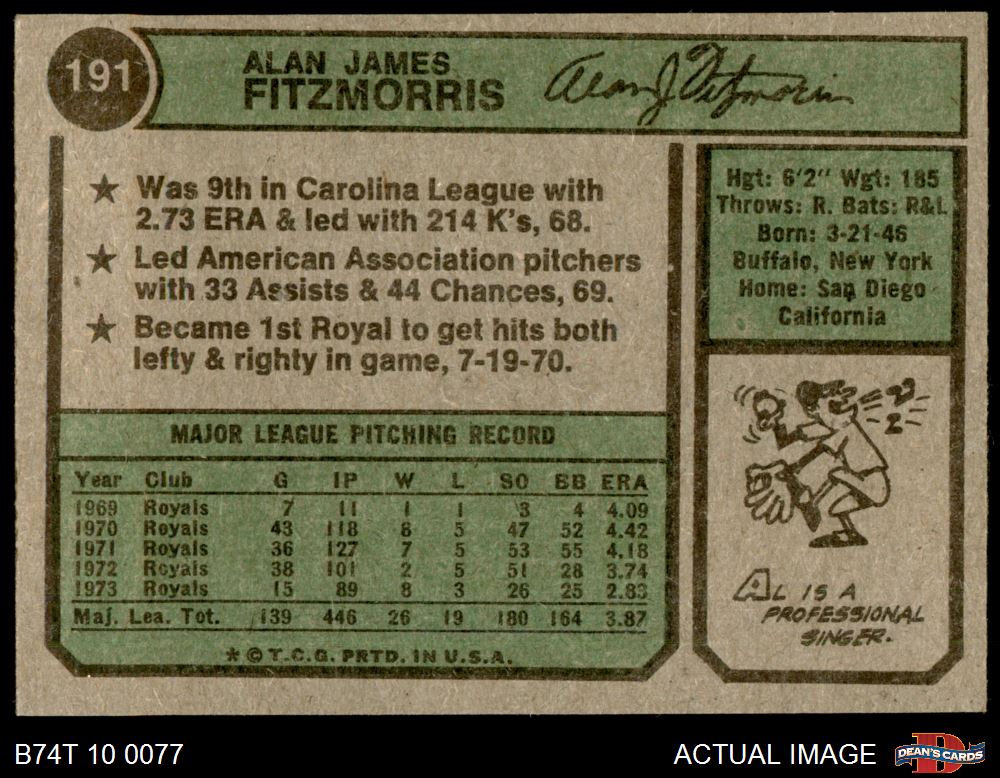 191
ALAN JAMES
FITZMORRIS
Alan J Fitzmorris
★ Was 9th in Carolina League with
2.73 ERA & led with 214 K's, 68.
★ Led American Association pitchers
with 33 Assists & 44 Chances, 69.
★ Became 1st Royal to get hits both
lefty & righty in game, 7-19-70.
Hgt: 6'2" Wgt: 185
Throws: R. Bats: R&L
Born: 3-21-46
Buffalo, New York
Home: San Diego
California
MAJOR LEAGUE PITCHING RECORD
Year Club G IP W L SO BB ERA
1969 Royals 7 11 1 1 3 4 4.09
1970 Royals 43 118 8 5 47 52 4.42
1971 Royals 36 127 7 5 53 55 4.18
1972 Royals 38 101 2 5 51 28 3.74
1973 Royals 15 89 8 3 26 25 2.83
Maj. Lea. Tot. 139 446 26 19 180 164 3.87
* © T.C.G. PRTD. IN U.S.A.
AL IS A
PROFESSIONAL
SINGER.
B74T 10 0077
ACTUAL IMAGE
DEAN'S CARDS